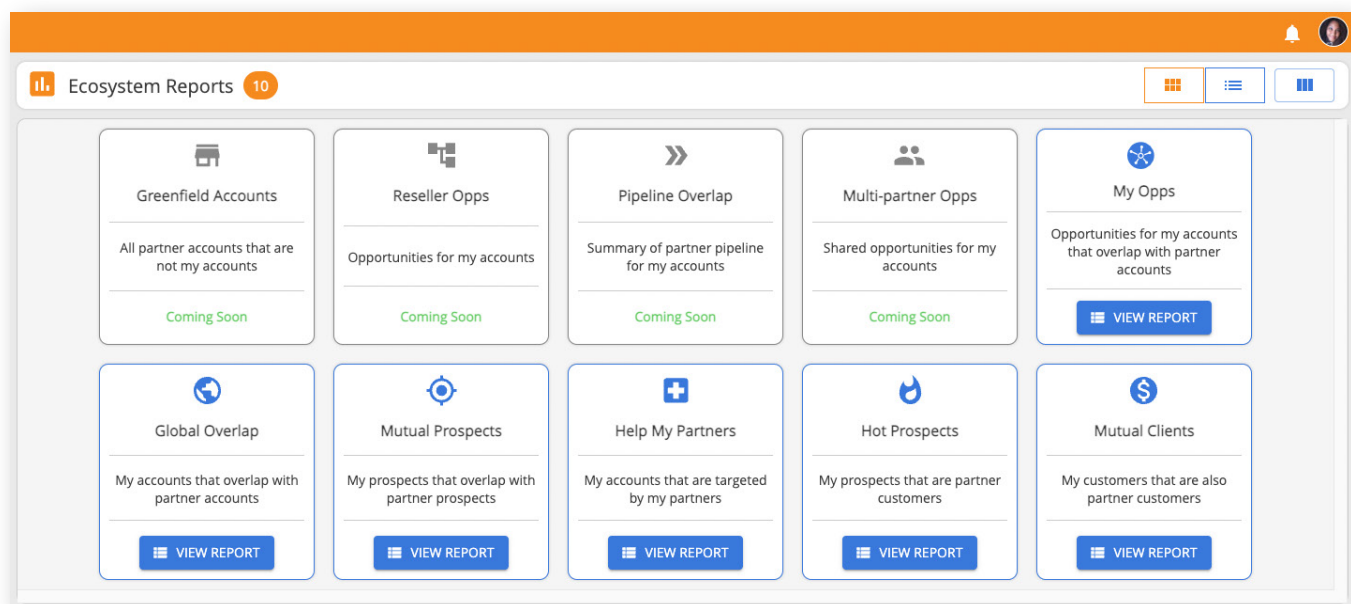 Ecosystem Reports 10
Greenfield Accounts
All partner accounts that are
not my accounts
Coming Soon
Reseller Opps
Opportunities for my accounts
Coming Soon
Pipeline Overlap
Summary of partner pipeline
for my accounts
Coming Soon
Multi-partner Opps
Shared opportunities for my
accounts
Coming Soon
My Opps
Opportunities for my accounts
that overlap with partner
accounts
VIEW REPORT
Global Overlap
My accounts that overlap with
partner accounts
VIEW REPORT
Mutual Prospects
My prospects that overlap with
partner prospects
VIEW REPORT
Help My Partners
My accounts that are targeted
by my partners
VIEW REPORT
Hot Prospects
My prospects that are partner
customers
VIEW REPORT
Mutual Clients
My customers that are also
partner customers
VIEW REPORT